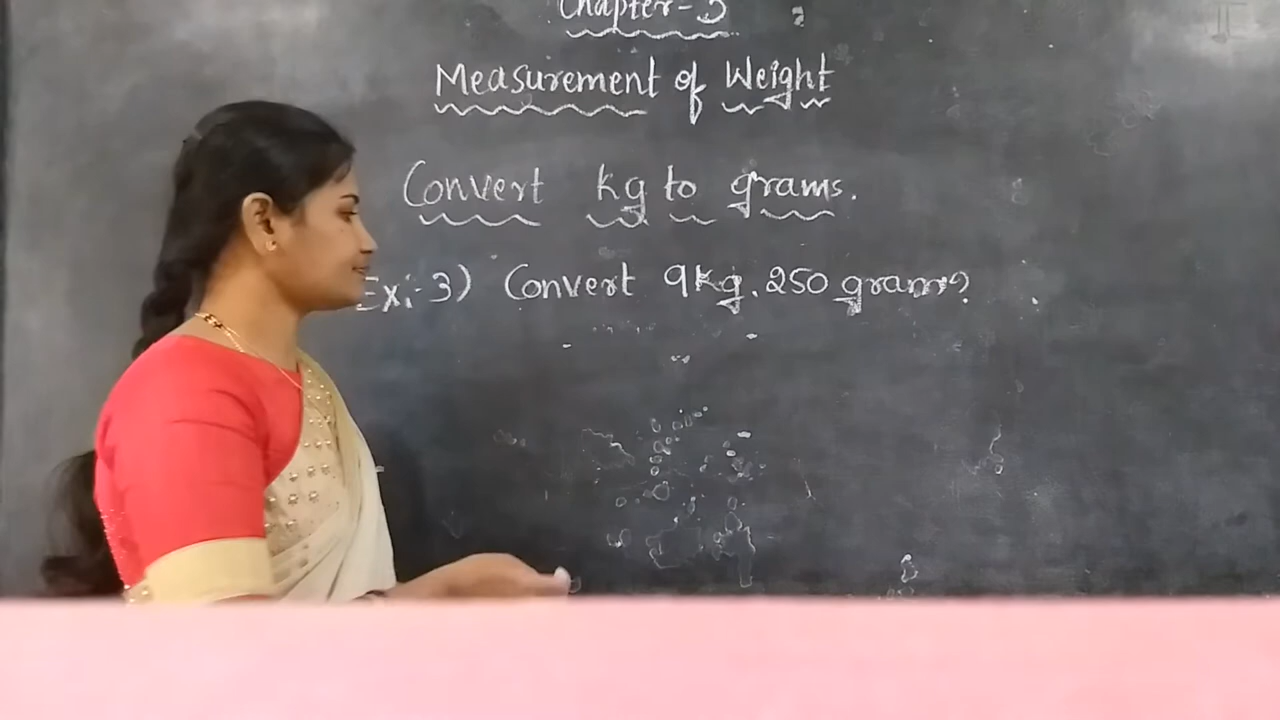 Chapter-3
Measurement of Weight
Convert kg to grams.
Ex:-3) Convert 9kg.250 grams?